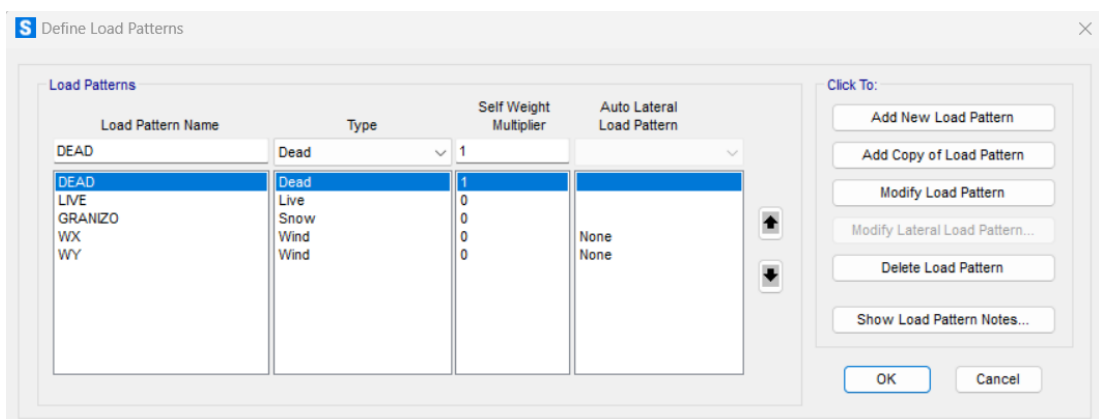 S Define Load Patterns
Load Patterns
Click To:
Load Pattern Name Type Self Weight Multiplier Auto Lateral Load Pattern
DEAD Dead 1
DEAD Dead 1
LIVE Live 0
GRANIZO Snow 0
WX Wind 0 None
WY Wind 0 None
Add New Load Pattern
Add Copy of Load Pattern
Modify Load Pattern
Modify Lateral Load Pattern...
Delete Load Pattern
Show Load Pattern Notes...
OK Cancel